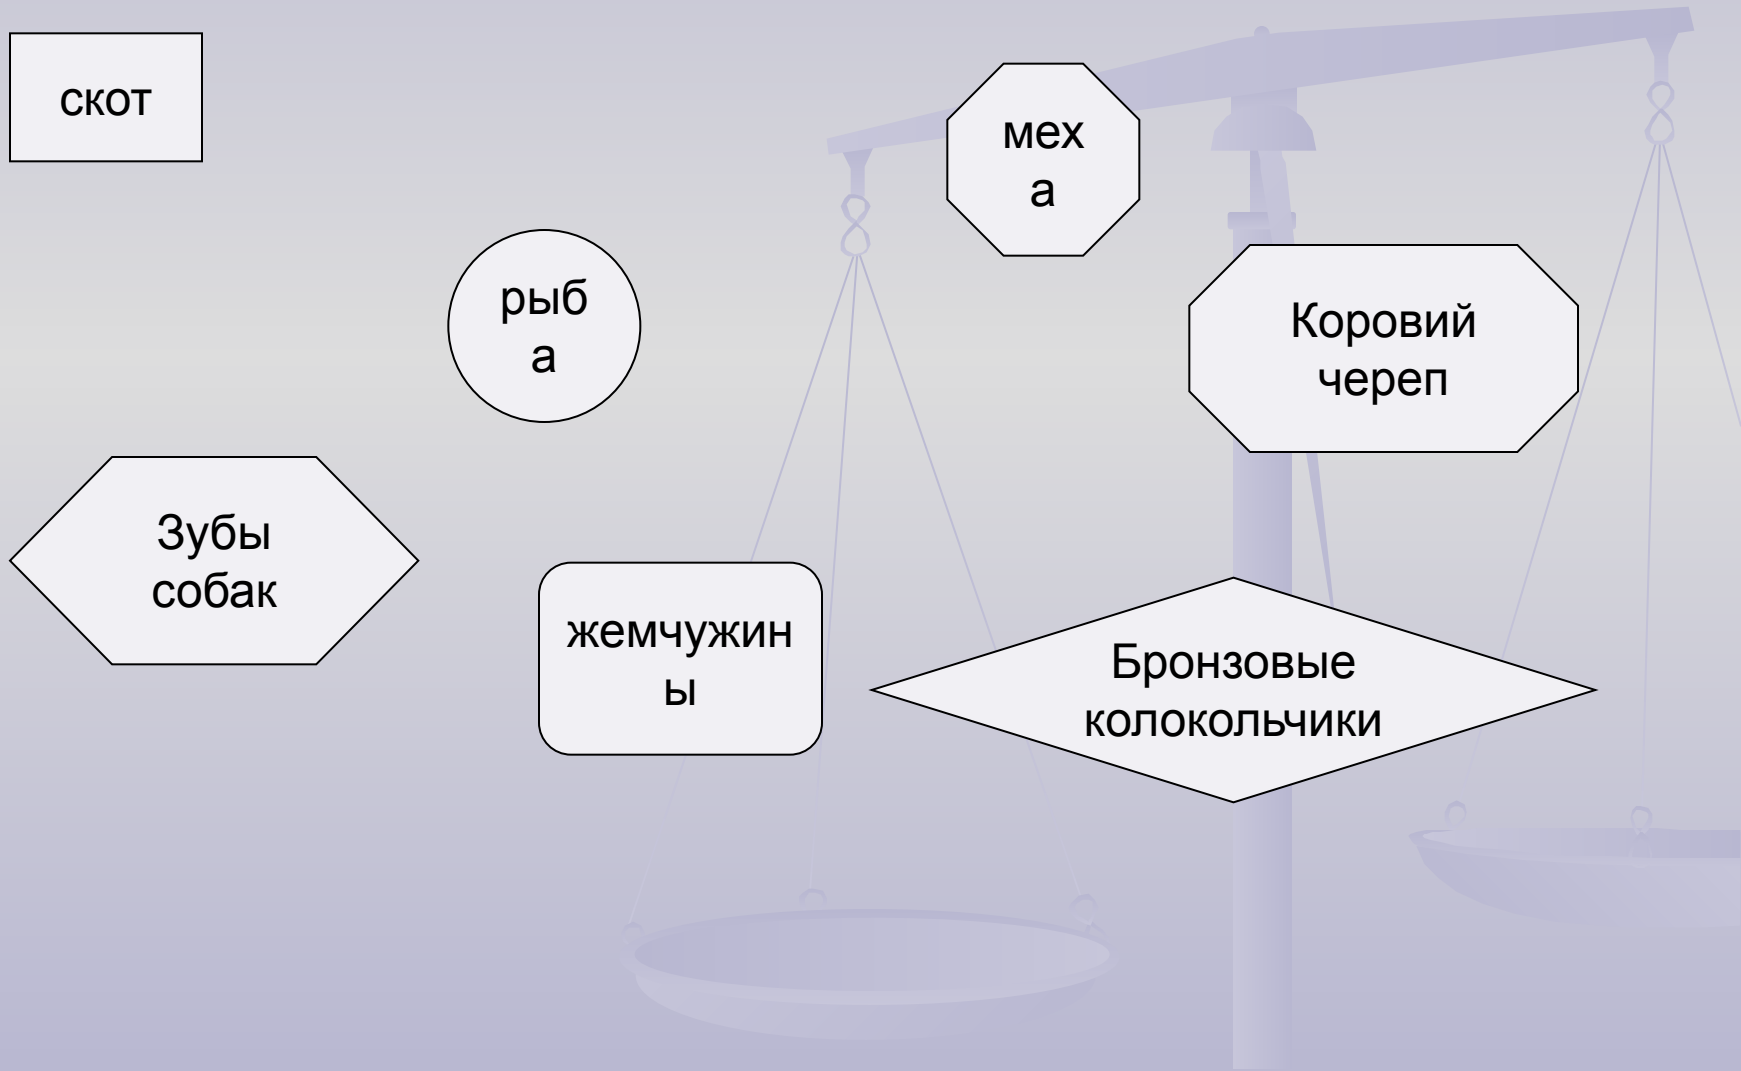 скот
мех
а
рыб
а
Коровий
череп
Зубы
собак
жемчужин
ы
Бронзовые
колокольчики